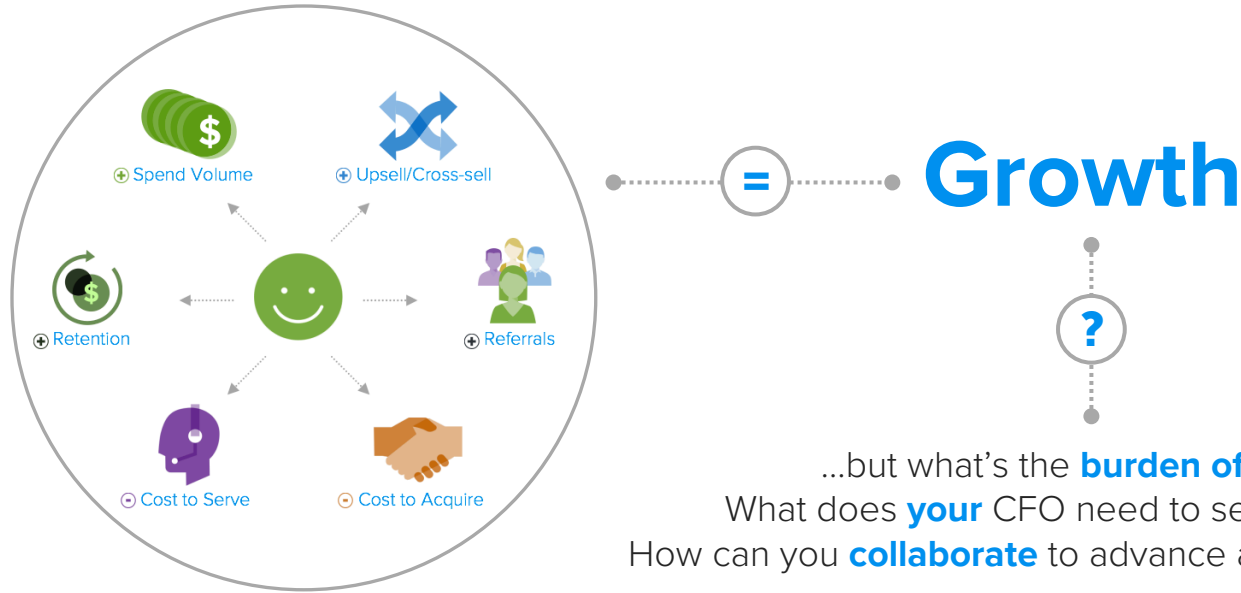 $
⊕ Spend Volume
⊕ Upsell/Cross-sell
=
Growth
$
⊕ Retention
⊕ Referrals
?
⊖ Cost to Serve
⊖ Cost to Acquire
...but what's the burden of
What does your CFO need to se
How can you collaborate to advance a